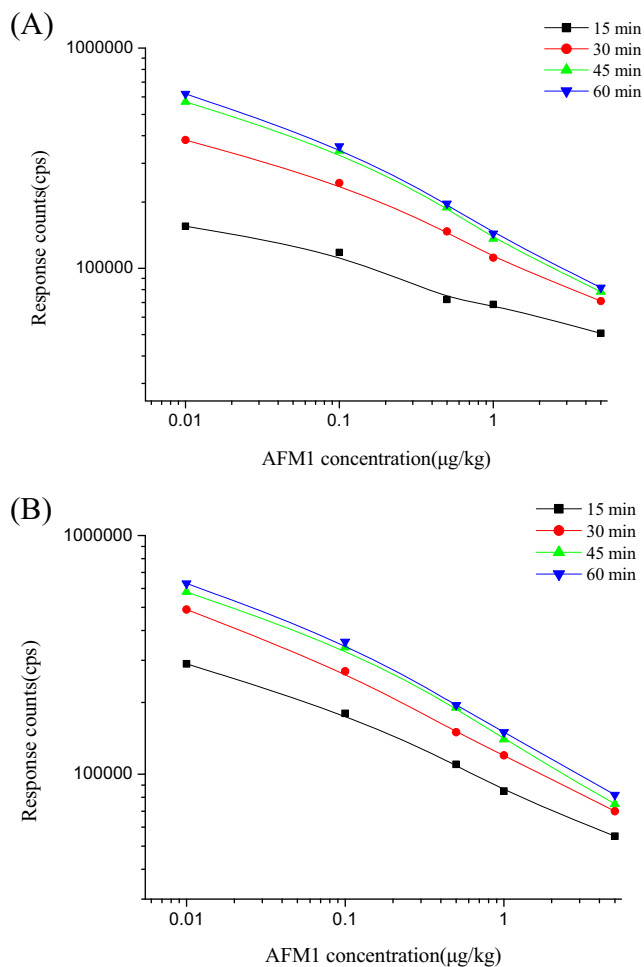 (A)
15 min
30 min
45 min
60 min
1000000
100000
Response counts(cps)
0.01
0.1
1
AFM1 concentration(μg/kg)
(B)
15 min
30 min
45 min
60 min
1000000
100000
Response counts(cps)
0.01
0.1
1
AFM1 concentration(μg/kg)